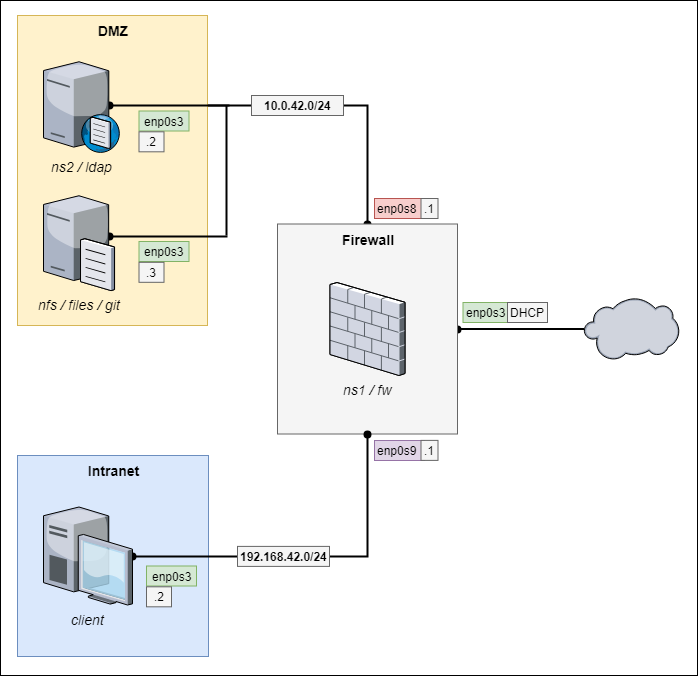 DMZ
enp0s3
.2
ns2 / ldap
enp0s3
.3
nfs / files / git
10.0.42.0/24
enp0s8 .1
Firewall
ns1 / fw
enp0s3 DHCP
enp0s9 .1
192.168.42.0/24
Intranet
enp0s3
.2
client